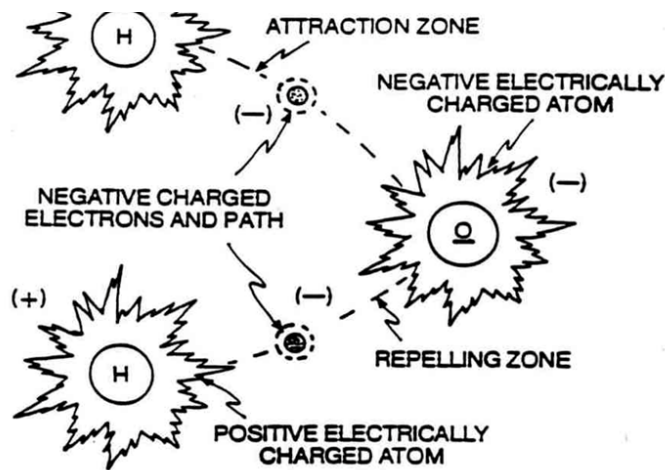 H
ATTRACTION ZONE
NEGATIVE ELECTRICALLY
CHARGED ATOM
(—)
(—)
NEGATIVE CHARGED
ELECTRONS AND PATH
O
(+)
(—)
H
REPELLING ZONE
POSITIVE ELECTRICALLY
CHARGED ATOM